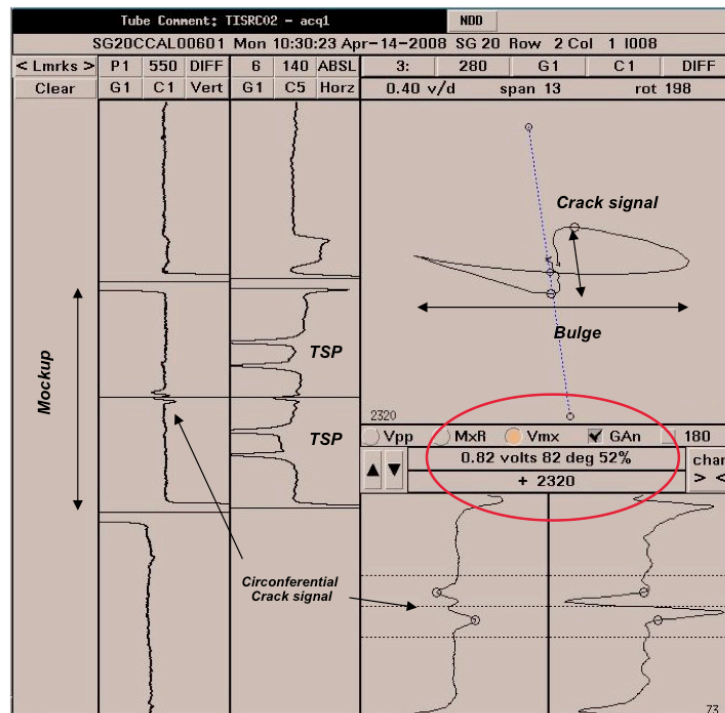 Tube Comment: TISRC02 - acq1
NDD
SG20CCAL00601 Mon 10:30:23 Apr-14-2008 SG 20 Row 2 Col 1 I008
< Lmrks > P1 550 DIFF 6 140 ABSL 3: 280 G1 C1 DIFF
Clear G1 C1 Vert G1 C5 Horz 0.40 v/d span 13 rot 198
Crack signal
Bulge
Mockup
TSP
TSP
2320
Vpp MxR Vmx GAn 180
0.82 volts 82 deg 52%
+ 2320
chan
> <
Circonferential
Crack signal
73